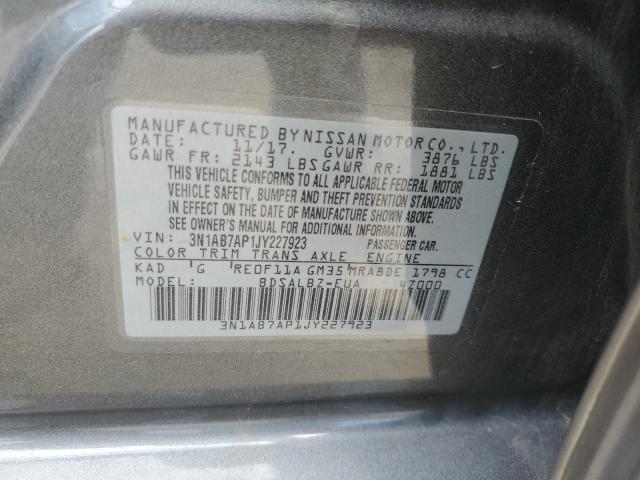 MANUFACTURED BY NISSAN MOTOR CO., LTD.
DATE: 11/17. GVWR: 3876 LBS
GAWR FR: 2143 LBS GAWR RR: 1881 LBS
THIS VEHICLE CONFORMS TO ALL APPLICABLE FEDERAL MOTOR
VEHICLE SAFETY, BUMPER AND THEFT PREVENTION STANDARDS
IN EFFECT ON THE DATE OF MANUFACTURE SHOWN ABOVE.
SEE OWNER'S MANUAL FOR ADDITIONAL INFORMATION.
VIN: 3N1AB7AP1JY227923 PASSENGER CAR.
COLOR TRIM TRANS AXLE ENGINE
KAD G RE0F11A GM35 MRA8DE 1798 CC
MODEL: BDSALBZ-EUA 4Z000
3N1AB7AP1JY227923